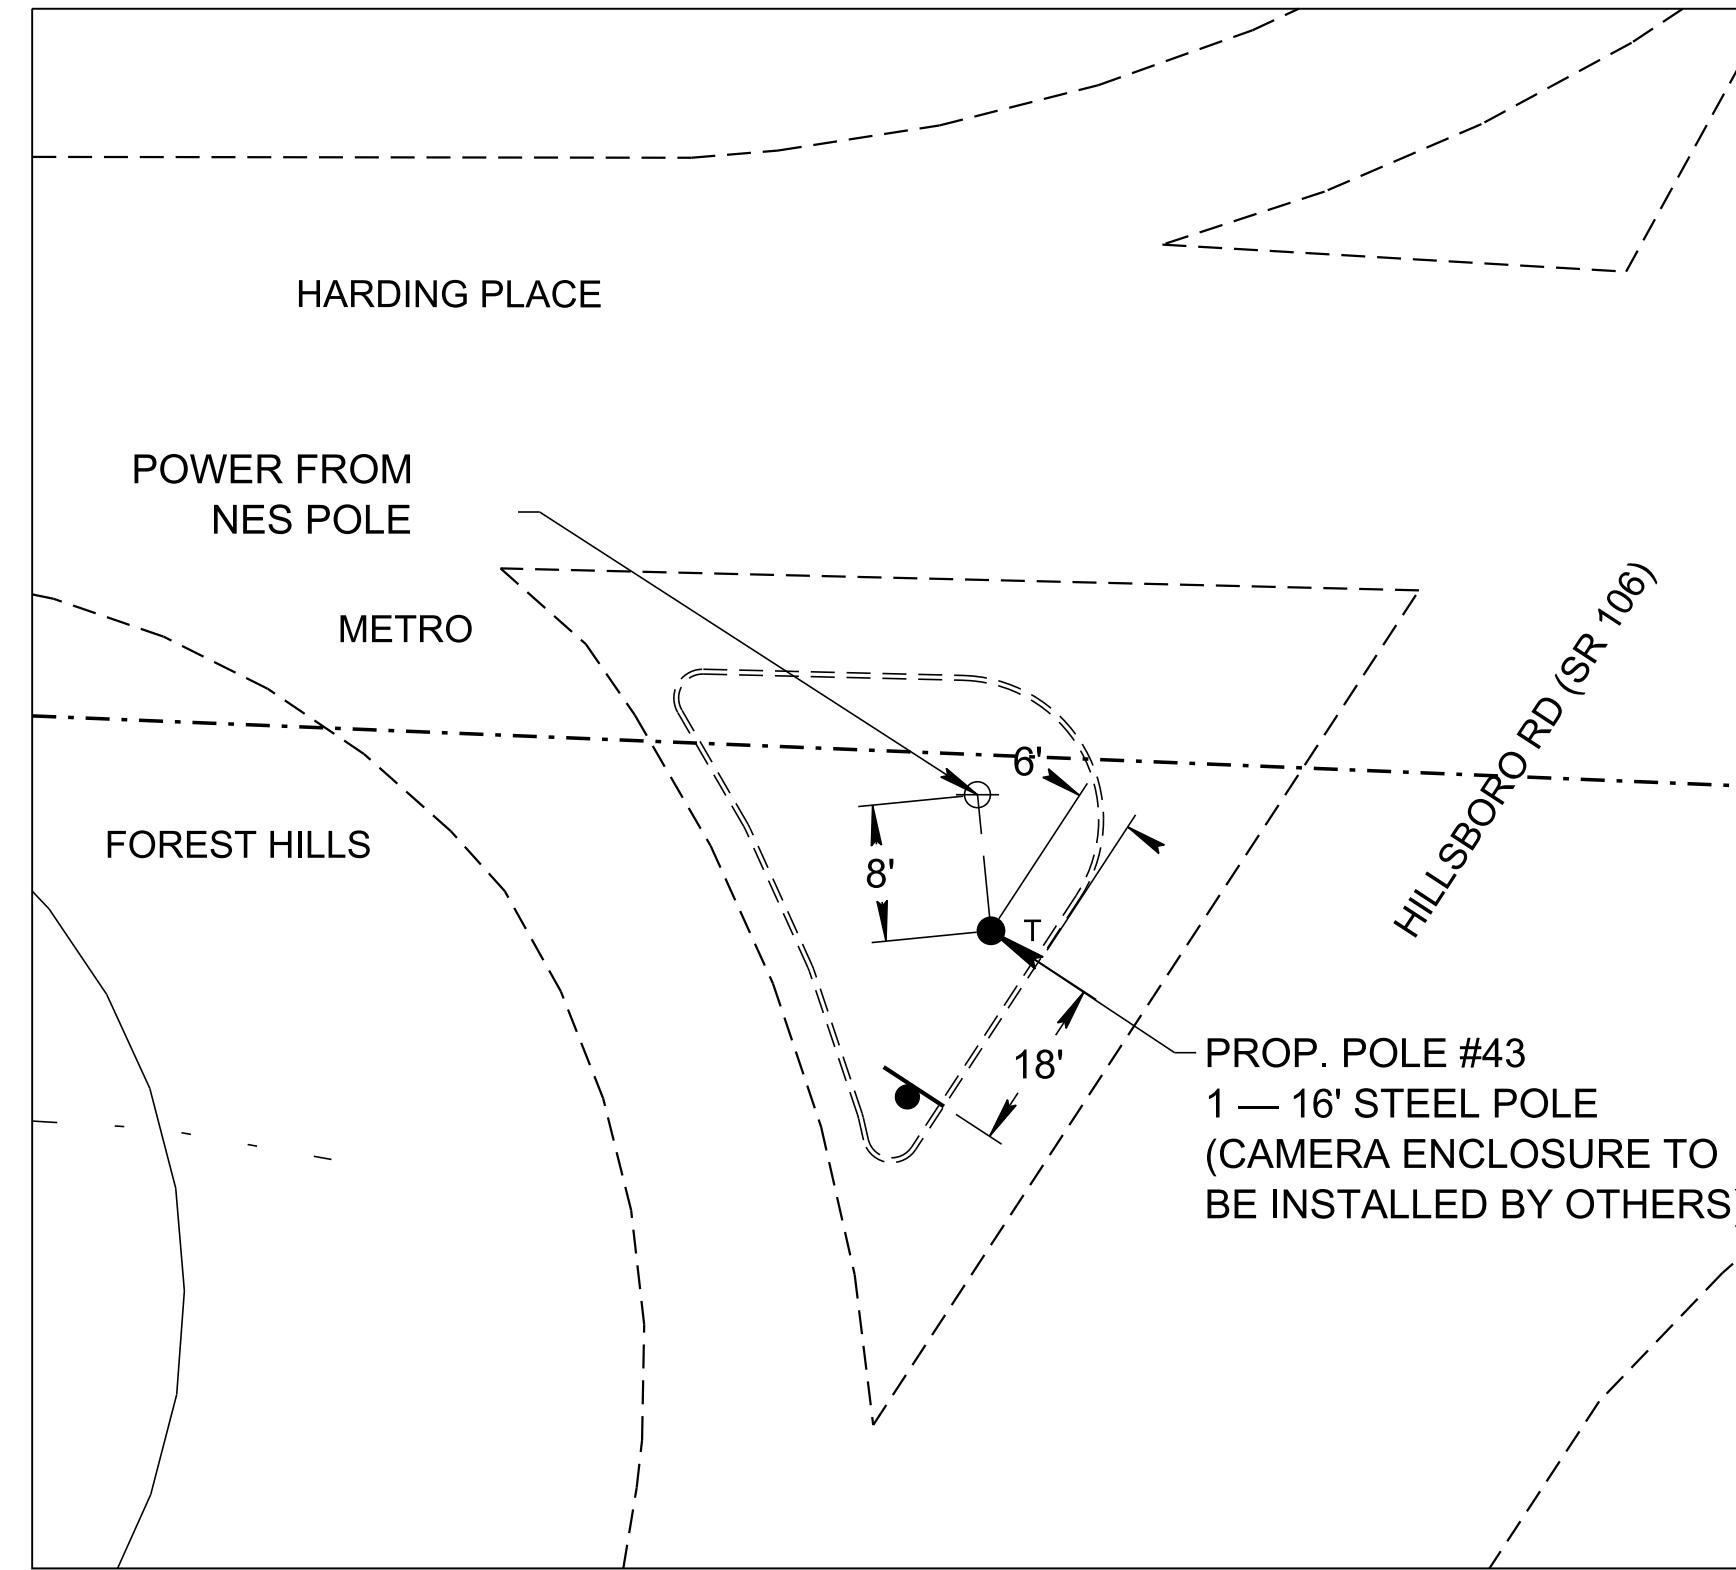 HARDING PLACE
POWER FROM
NES POLE
METRO
HILLSBORO RD (SR 106)
6'
FOREST HILLS
8'
T
18'
PROP. POLE #43
1 — 16' STEEL POLE
(CAMERA ENCLOSURE TO
BE INSTALLED BY OTHERS)